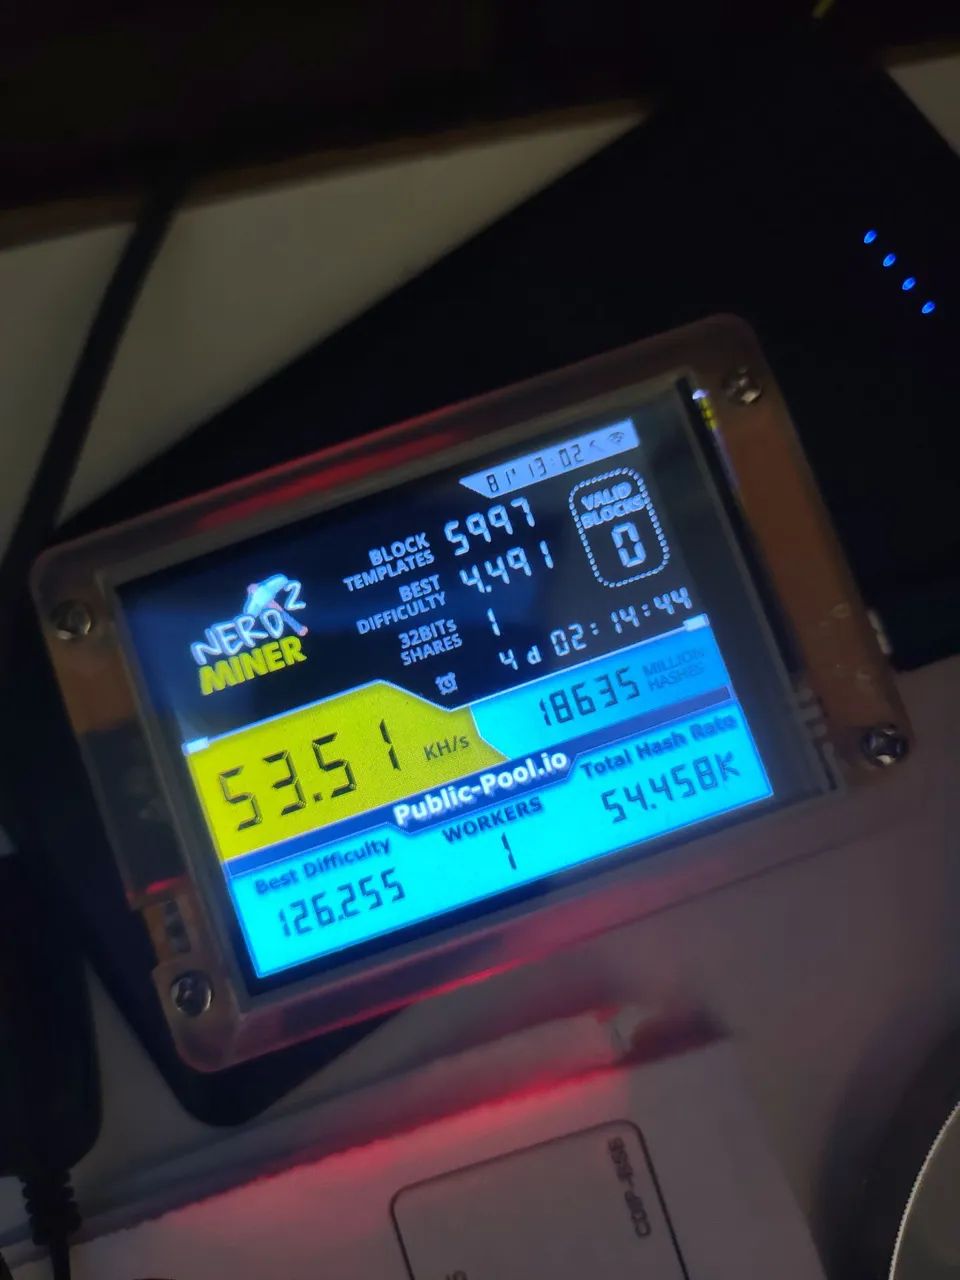 81° 13:02
BLOCK TEMPLATES 5997
BEST DIFFICULTY 4.491
32BITs SHARES 1
4d 02:14:44
VALID BLOCKS
0
NERD 2
MINER
53.51 KH/s
18635 MILLION HASHES
Public-Pool.io
Best Difficulty
126.255
WORKERS
1
Total Hash Rate
54.458K